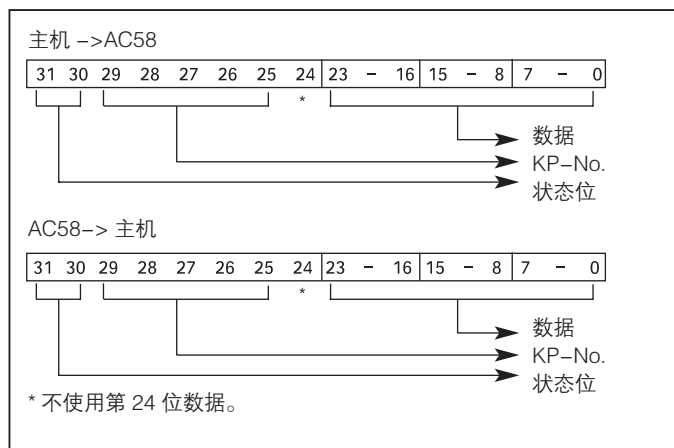 主机 –>AC58
31 30 29 28 27 26 25 24 23 – 16 15 – 8 7 – 0
*
数据
KP–No.
状态位
AC58–> 主机
31 30 29 28 27 26 25 24 23 – 16 15 – 8 7 – 0
*
数据
KP–No.
状态位
* 不使用第 24 位数据。